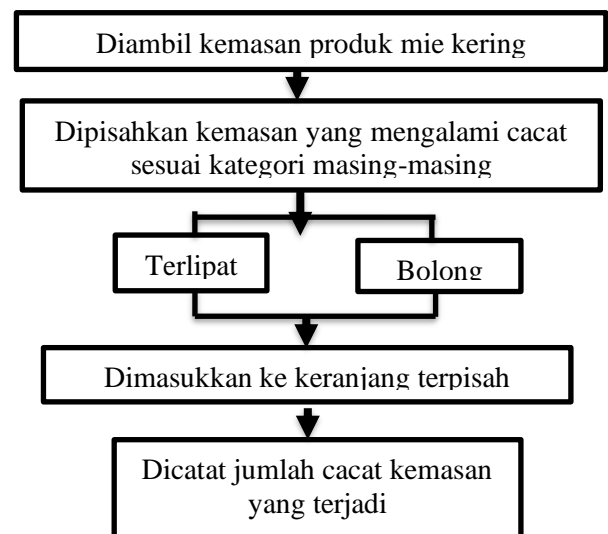 Diambil kemasan produk mie kering
Dipisahkan kemasan yang mengalami cacat
sesuai kategori masing-masing
Terlipat
Bolong
Dimasukkan ke keranjang terpisah
Dicatat jumlah cacat kemasan
yang terjadi